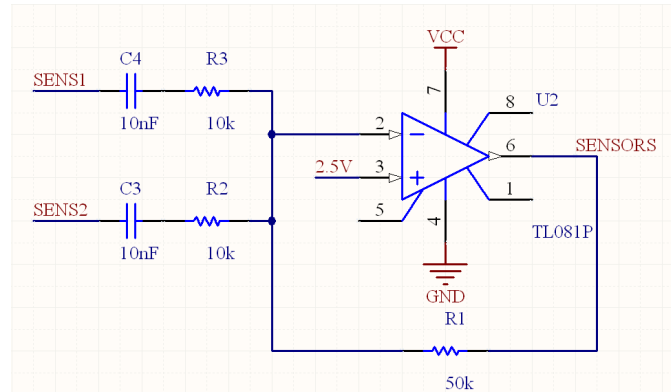 VCC
C4 R3
SENS1
10nF 10k
7
8 U2
2
6 SENSORS
2.5V 3
C3 R2
SENS2
5
4
1
TL081P
10nF 10k
GND
R1
50k